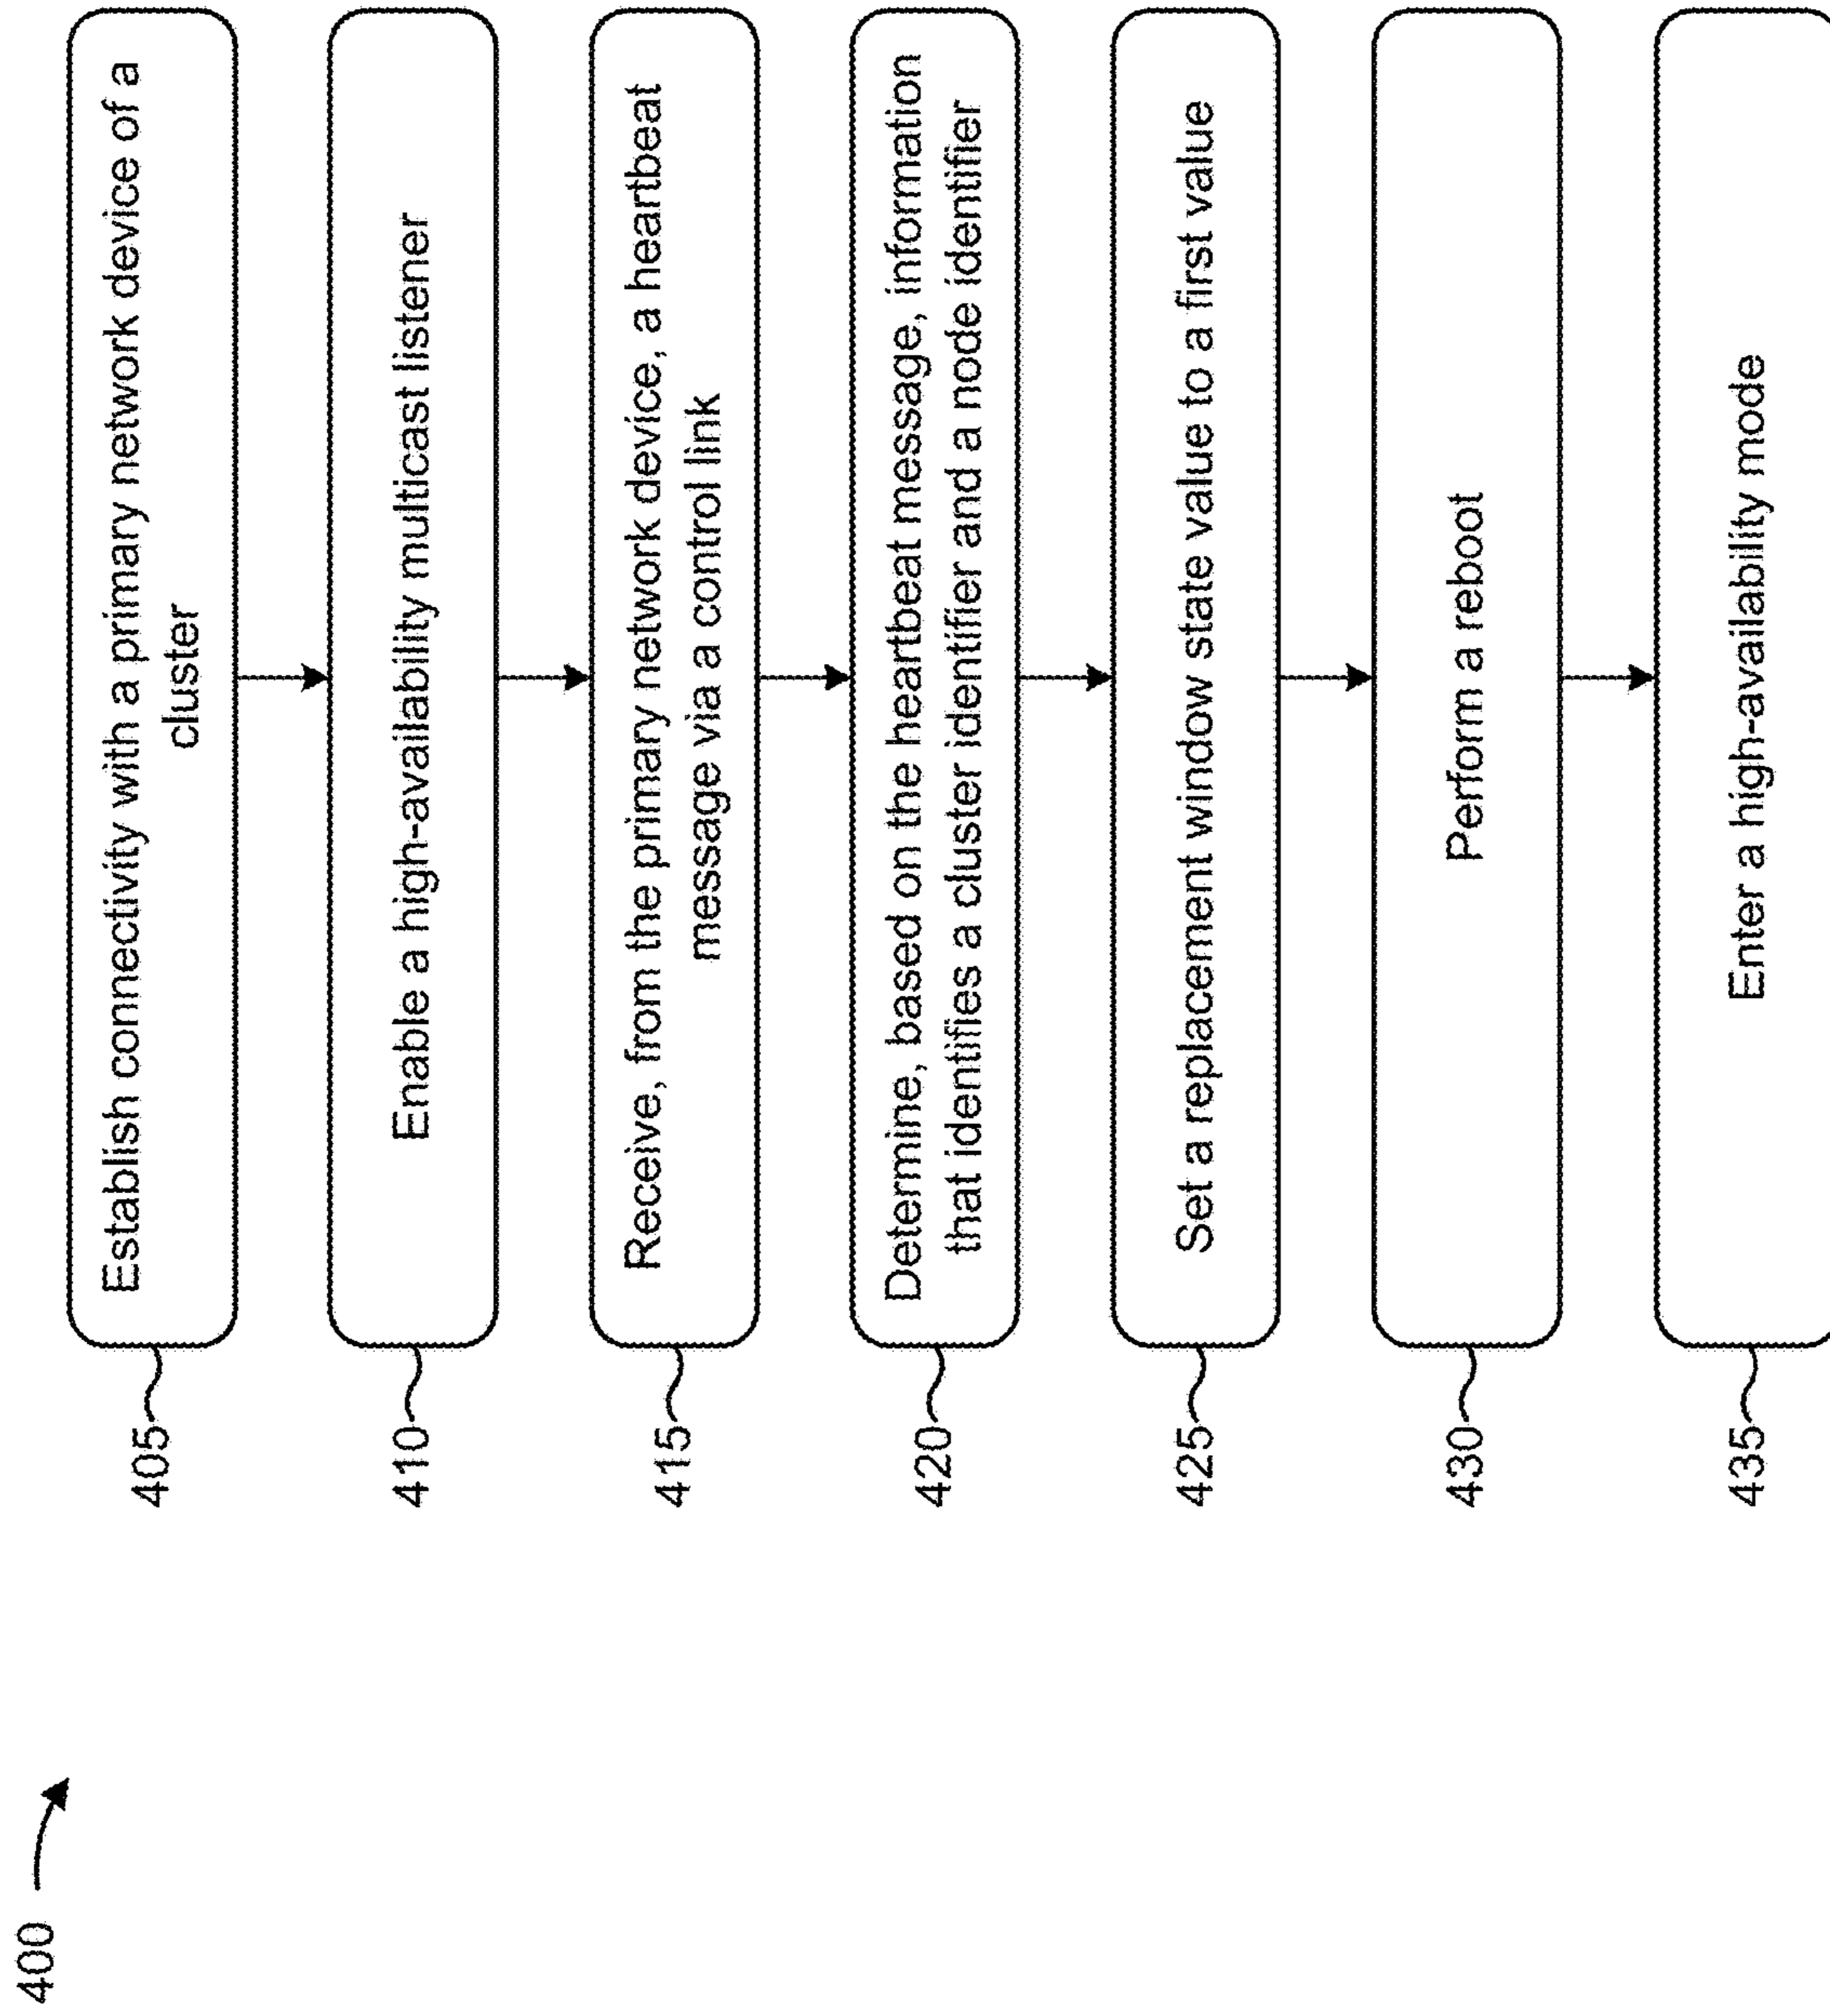 400
405
Establish connectivity with a primary network device of a
cluster
410
Enable a high-availability multicast listener
415
Receive, from the primary network device, a heartbeat
message via a control link
420
Determine, based on the heartbeat message, information
that identifies a cluster identifier and a node identifier
425
Set a replacement window state value to a first value
430
Perform a reboot
435
Enter a high-availability mode